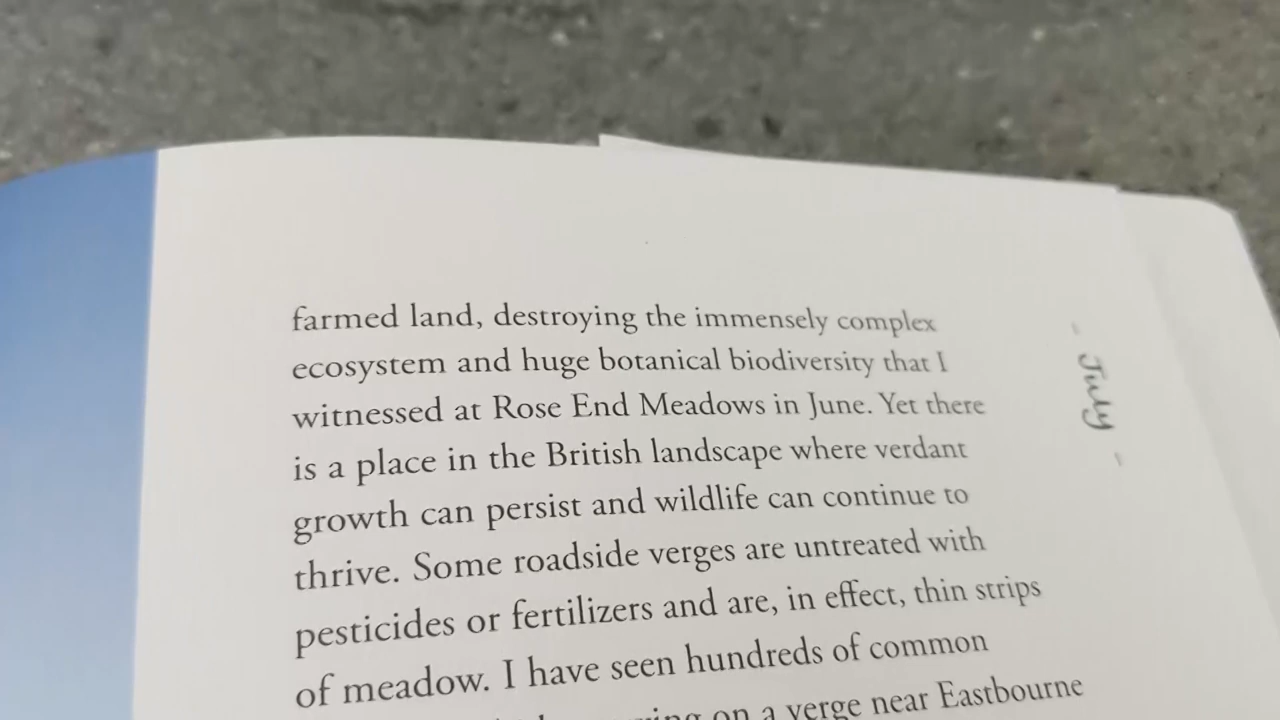 farmed land, destroying the immensely complex
ecosystem and huge botanical biodiversity that I
witnessed at Rose End Meadows in June. Yet there
is a place in the British landscape where verdant
growth can persist and wildlife can continue to
thrive. Some roadside verges are untreated with
pesticides or fertilizers and are, in effect, thin strips
of meadow. I have seen hundreds of common
on a verge near Eastbourne
- July -